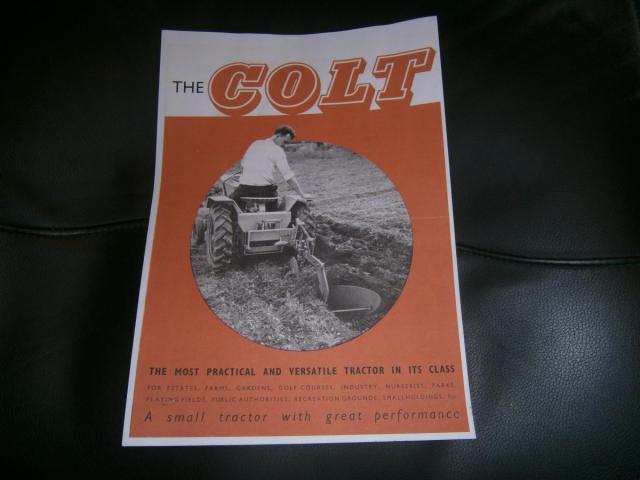 THE COLT
THE MOST PRACTICAL AND VERSATILE TRACTOR IN ITS CLASS
FOR ESTATES, FARMS, GARDENS, GOLF COURSES, INDUSTRY, NURSERIES, PARKS,
PLAYING FIELDS, PUBLIC AUTHORITIES, RECREATION GROUNDS, SMALLHOLDINGS, Etc.
A small tractor with great performance